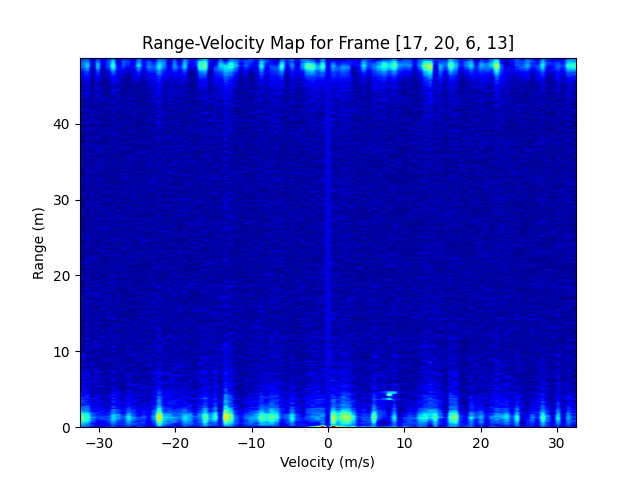 Range-Velocity Map for Frame [17, 20, 6, 13]
40
30
20
10
0
Range (m)
−30 −20 −10 0 10 20 30
Velocity (m/s)